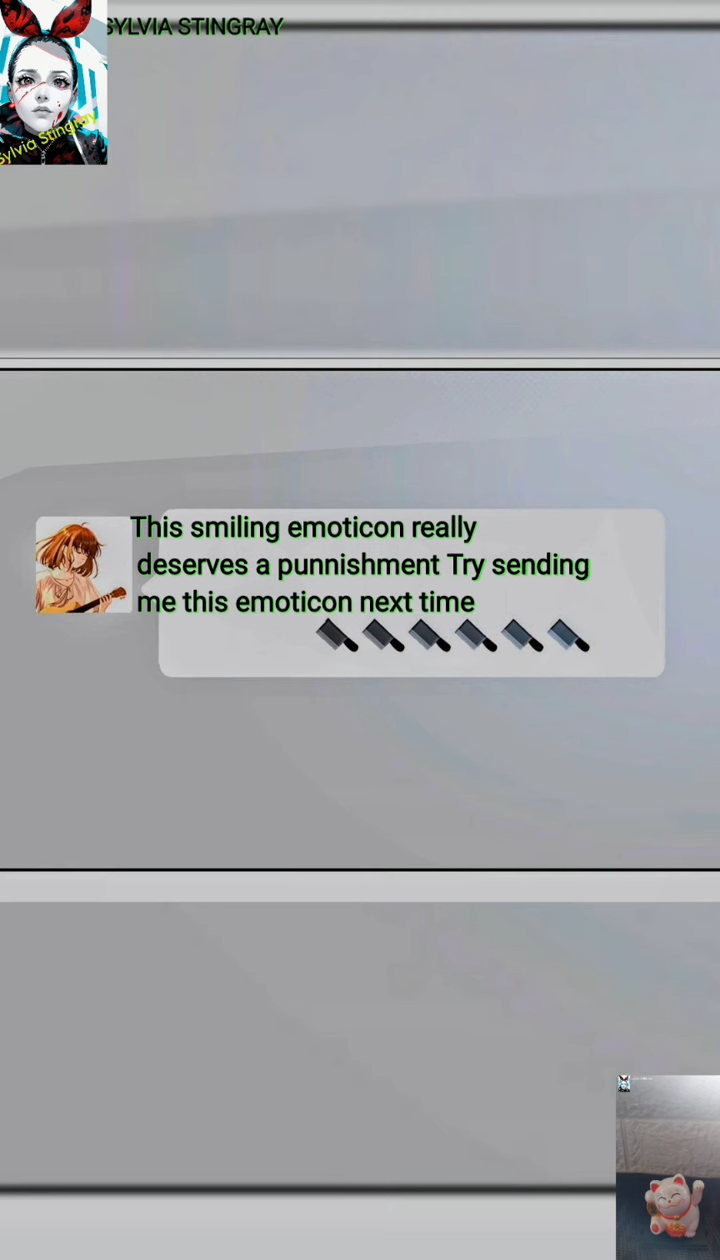 SYLVIA STINGRAY
Sylvia Stingray
This smiling emoticon really
deserves a punnishment Try sending
me this emoticon next time